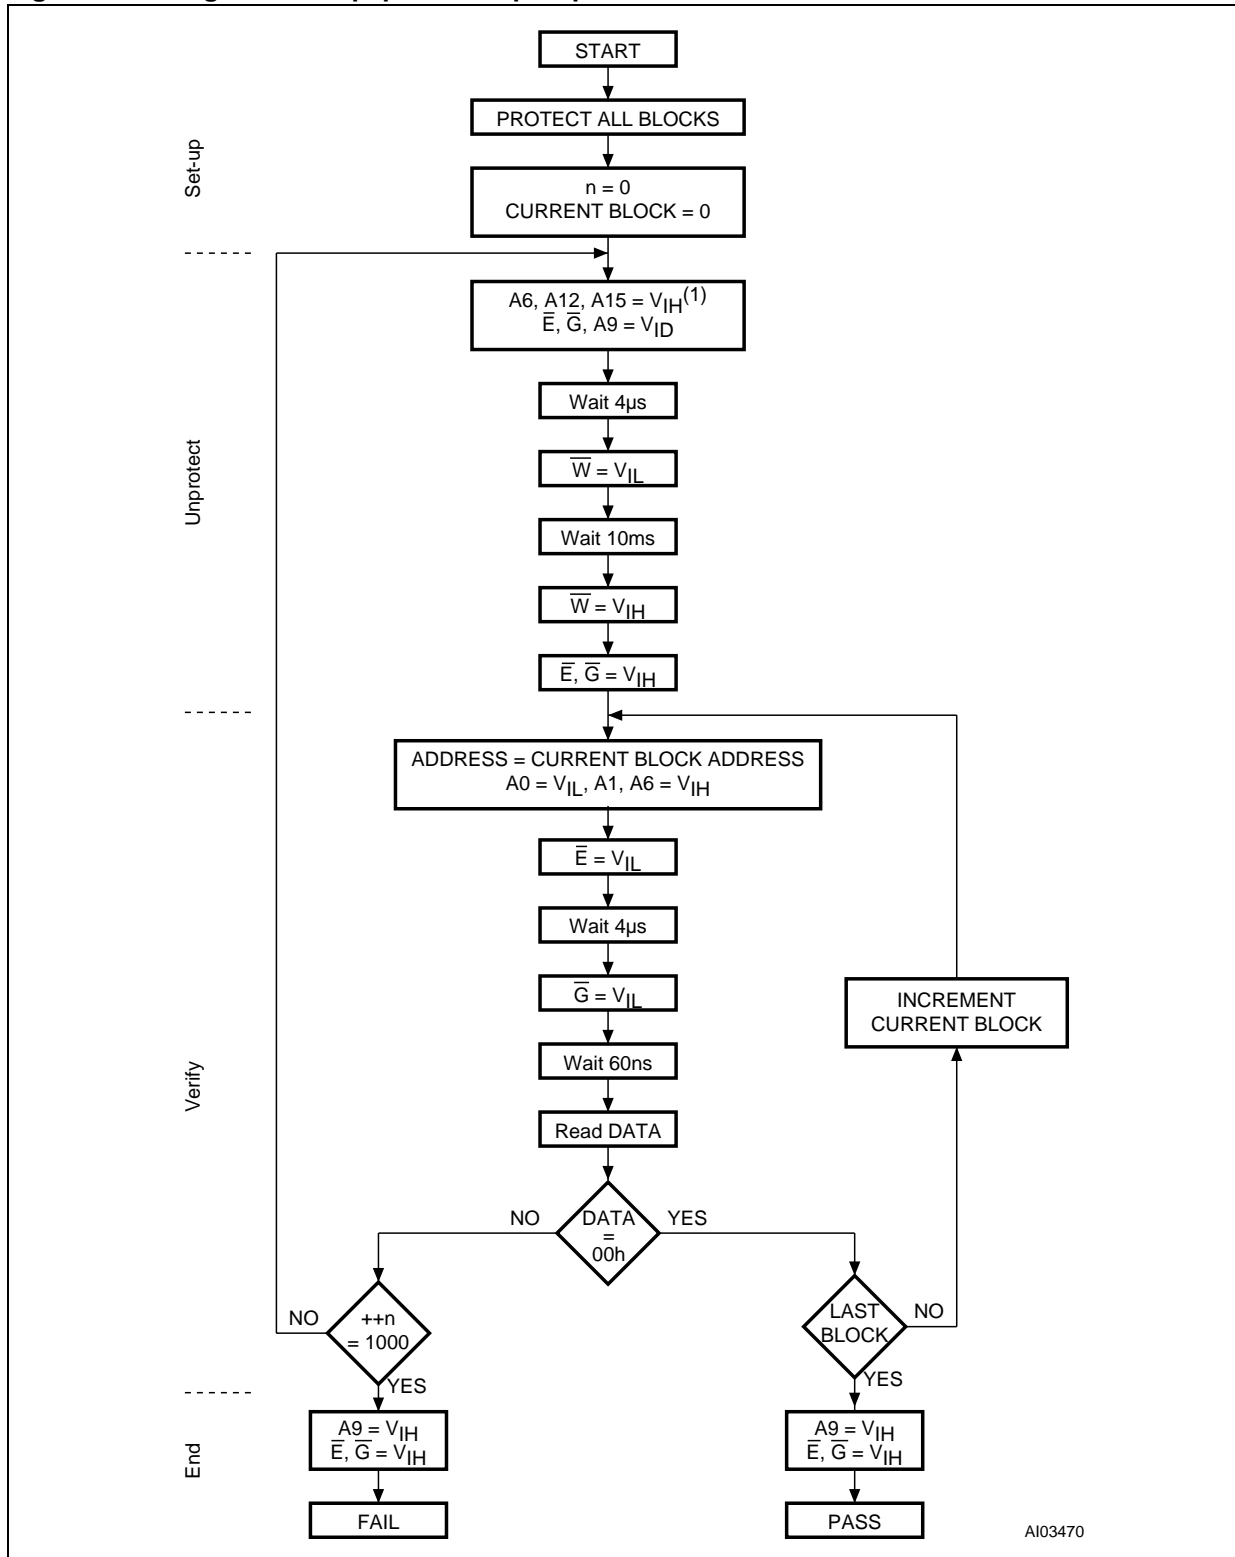 START
PROTECT ALL BLOCKS
Set-up
n = 0
CURRENT BLOCK = 0
A6, A12, A15 = VIH(1)
E̅, G̅, A9 = VID
Wait 4µs
Unprotect
W̅ = VIL
Wait 10ms
W̅ = VIH
E̅, G̅ = VIH
ADDRESS = CURRENT BLOCK ADDRESS
A0 = VIL, A1, A6 = VIH
E̅ = VIL
Wait 4µs
G̅ = VIL
INCREMENT
CURRENT BLOCK
Wait 60ns
Verify
Read DATA
NO
DATA
=
00h
YES
NO
++n
= 1000
YES
LAST
BLOCK
NO
YES
End
A9 = VIH
E̅, G̅ = VIH
A9 = VIH
E̅, G̅ = VIH
FAIL
PASS
AI03470